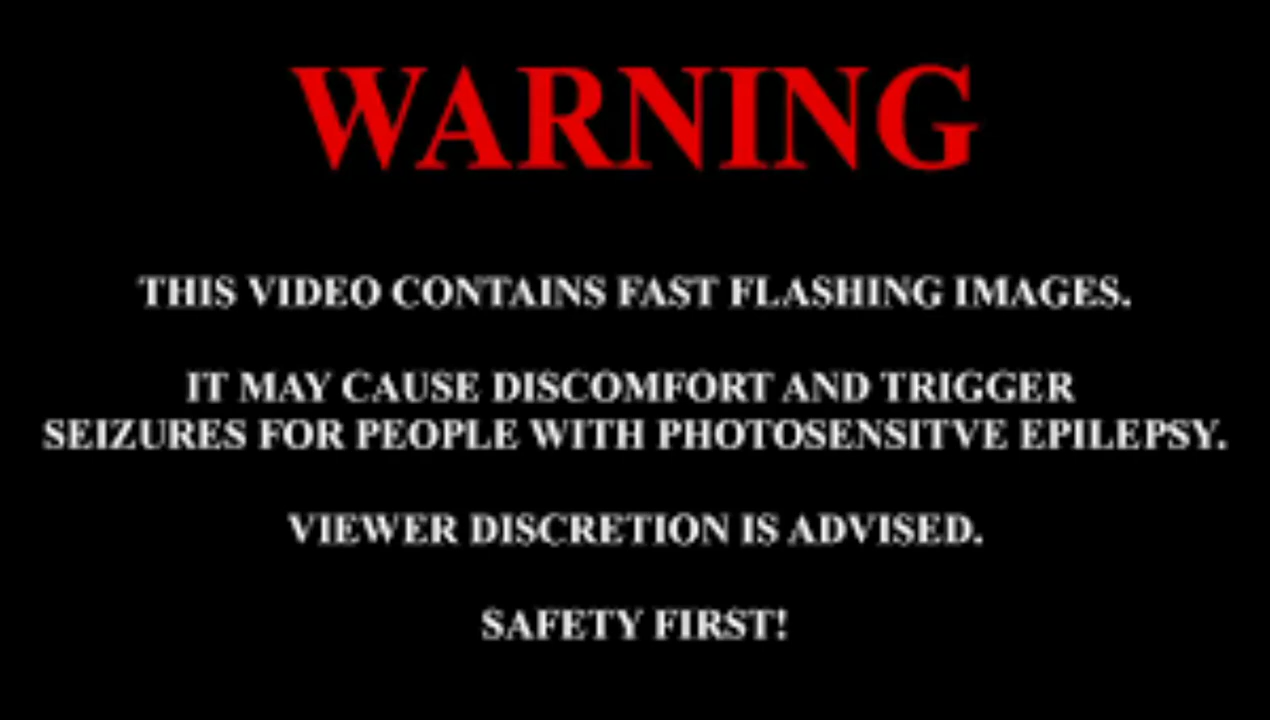 WARNING
THIS VIDEO CONTAINS FAST FLASHING IMAGES.
IT MAY CAUSE DISCOMFORT AND TRIGGER
SEIZURES FOR PEOPLE WITH PHOTOSENSITVE EPILEPSY.
VIEWER DISCRETION IS ADVISED.
SAFETY FIRST!